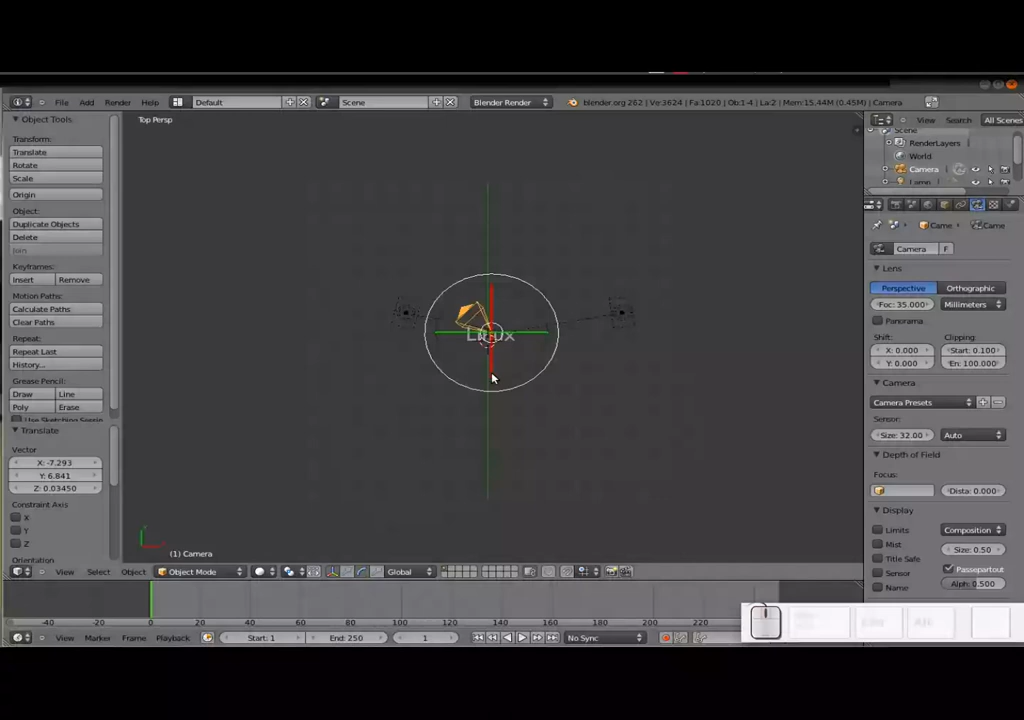 File Add Render Help Default Scene Blender Render blender.org 262 | Ve:3624 | Fa:1020 | Ob:1-4 | La:2 | Mem:15.44M (0.45M) | Camera
Object Tools
Transform:
Translate
Rotate
Scale
Origin
Object:
Duplicate Objects
Delete
Join
Keyframes:
Insert Remove
Motion Paths:
Calculate Paths
Clear Paths
Repeat:
Repeat Last
History...
Grease Pencil:
Draw Line
Poly Erase
Translate
Vector
X: -7.293
Y: 6.841
Z: 0.03450
Constraint Axis
X
Y
Z
Orientation
Top Persp
(1) Camera
View Select Object Object Mode Global
-40 -20 0 20 40 60 80 100 120 140 160 180 200 220
View Marker Frame Playback Start: 1 End: 250 1 No Sync
View Search All Scenes
Scene
RenderLayers
World
Camera
Lamp
Came Came
Camera F
Lens
Perspective Orthographic
Foc: 35.000 Millimeters
Panorama
Shift: Clipping:
X: 0.000 Start: 0.100
Y: 0.000 En: 100.000
Camera
Camera Presets
Sensor:
Size: 32.00 Auto
Depth of Field
Focus:
Dista: 0.000
Display
Limits Composition
Mist Size: 0.50
Title Safe
Sensor Passepartout
Name Alph: 0.500